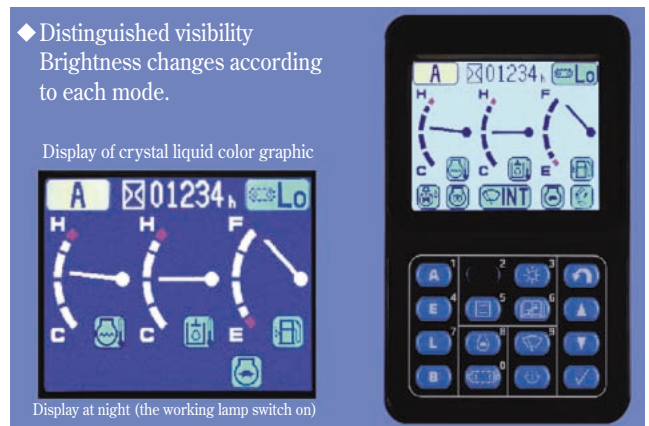 ◆ Distinguished visibility
Brightness changes according
to each mode.
Display of crystal liquid color graphic
A 01234h Lo
H H F
C C E
Display at night (the working lamp switch on)
A 01234h Lo
H H F
C C E
INT
A 1 2 3
E 4 5 6
L 7 8 9
B 0